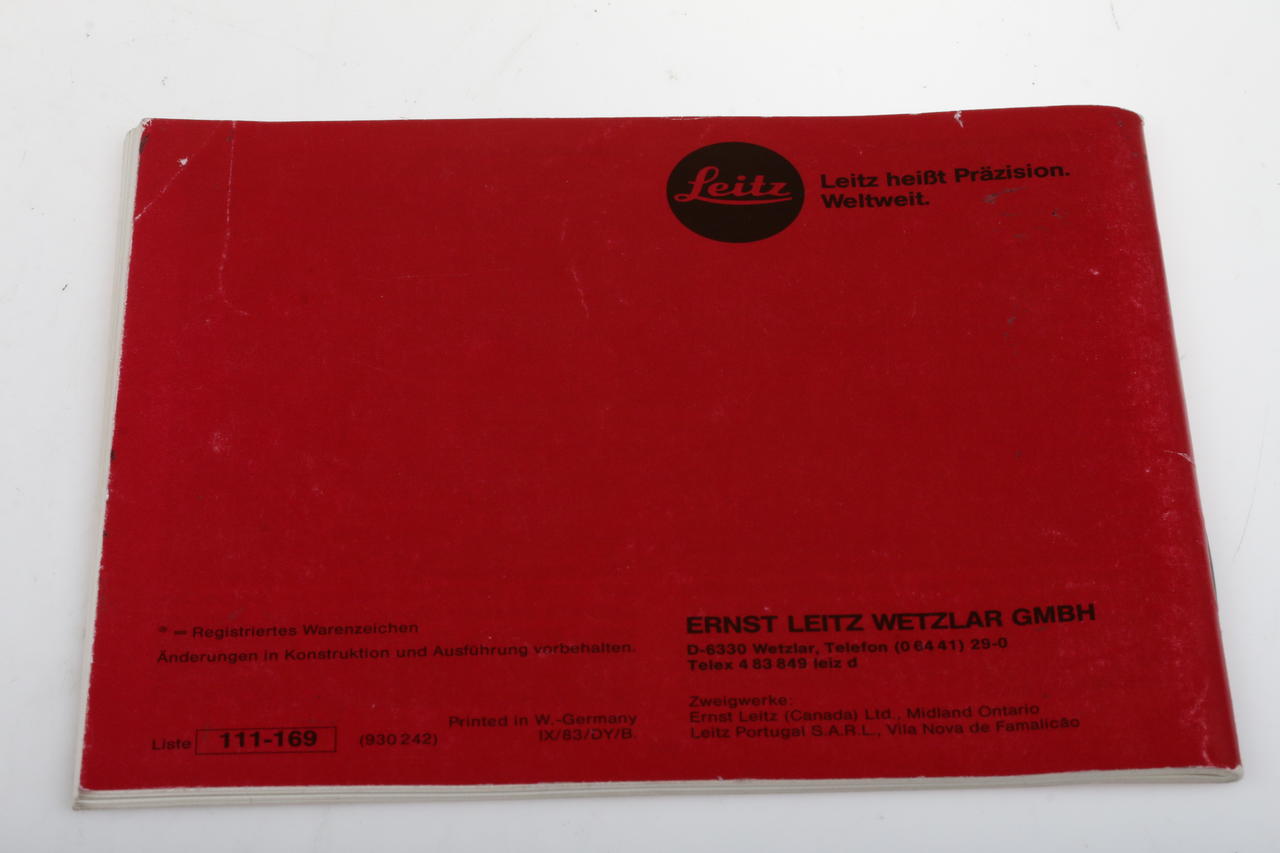 Leitz
Leitz heißt Präzision.
Weltweit.
® = Registriertes Warenzeichen
Änderungen in Konstruktion und Ausführung vorbehalten.
Liste 111-169 (930 242)
Printed in W.-Germany
IX/83/DY/B.
ERNST LEITZ WETZLAR GMBH
D-6330 Wetzlar, Telefon (0 64 41) 29-0
Telex 4 83 849 leiz d
Zweigwerke:
Ernst Leitz (Canada) Ltd., Midland Ontario
Leitz Portugal S.A.R.L., Vila Nova de Famalicão